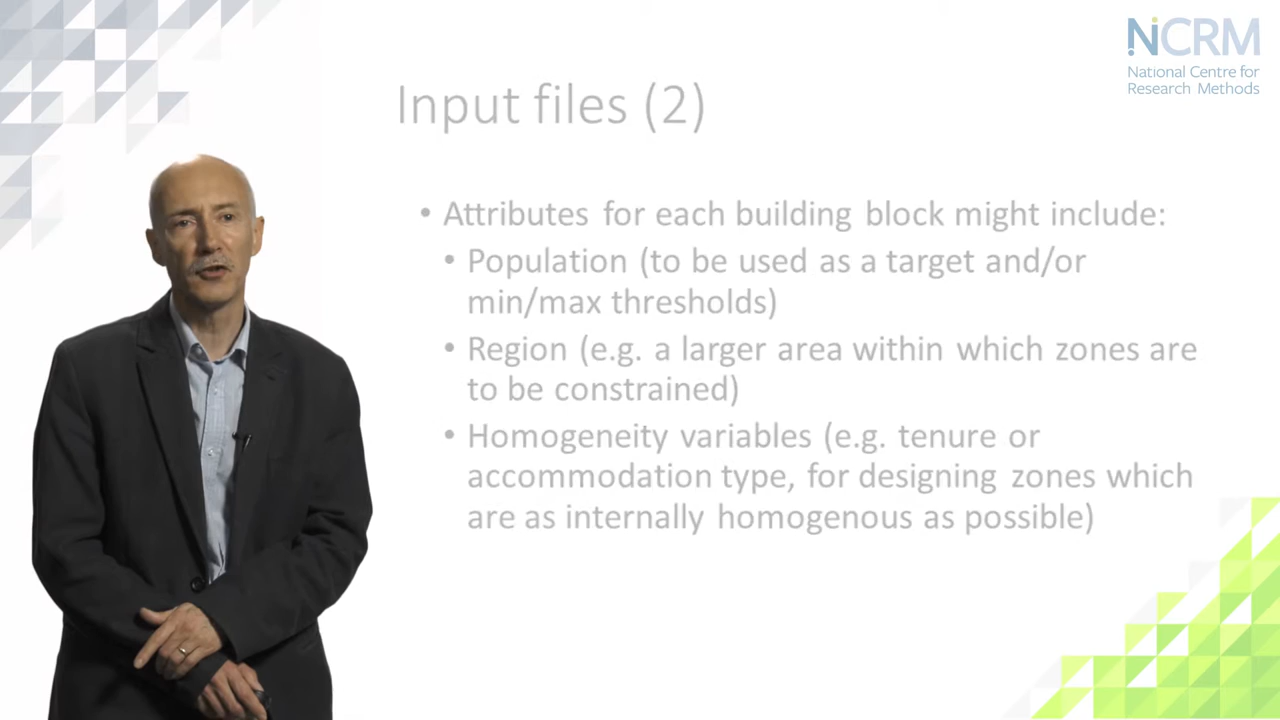 NCRM
National Centre for
Research Methods
Input files (2)
• Attributes for each building block might include:
• Population (to be used as a target and/or
min/max thresholds)
• Region (e.g. a larger area within which zones are
to be constrained)
• Homogeneity variables (e.g. tenure or
accommodation type, for designing zones which
are as internally homogenous as possible)